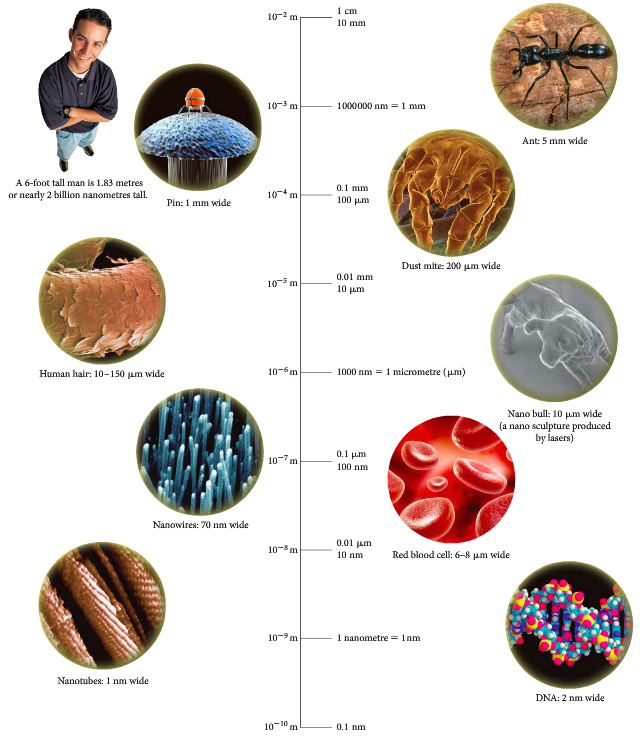 10⁻² m
1 cm
10 mm
Ant: 5 mm wide
10⁻³ m
1000000 nm = 1 mm
A 6-foot tall man is 1.83 metres
or nearly 2 billion nanometres tall.
Pin: 1 mm wide
10⁻⁴ m
0.1 mm
100 μm
Dust mite: 200 μm wide
10⁻⁵ m
0.01 mm
10 μm
Human hair: 10–150 μm wide
10⁻⁶ m
1000 nm = 1 micrometre (μm)
Nano bull: 10 μm wide
(a nano sculpture produced
by lasers)
10⁻⁷ m
0.1 μm
100 nm
Nanowires: 70 nm wide
10⁻⁸ m
0.01 μm
10 nm
Red blood cell: 6–8 μm wide
10⁻⁹ m
1 nanometre = 1nm
Nanotubes: 1 nm wide
DNA: 2 nm wide
10⁻¹⁰ m
0.1 nm